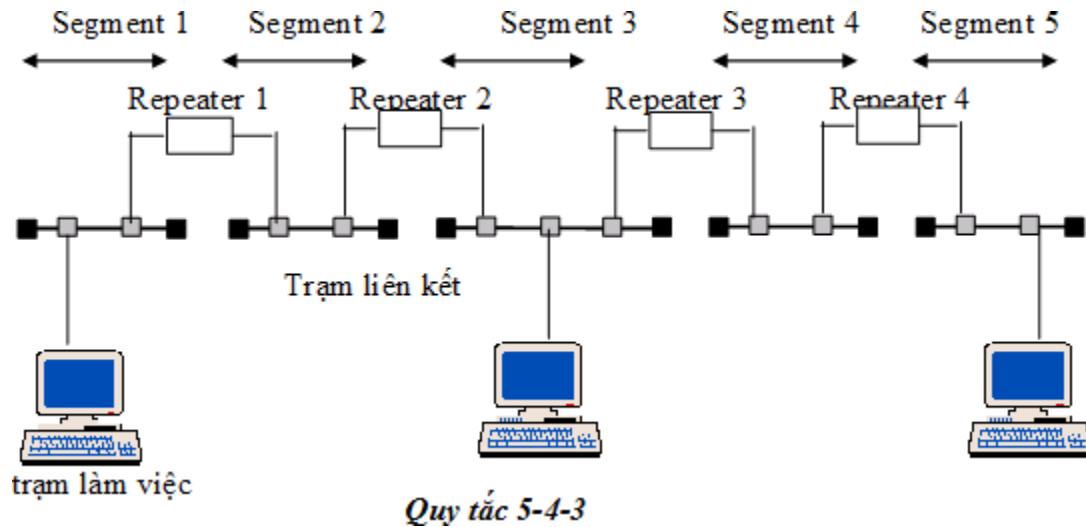 Segment 1 Segment 2 Segment 3 Segment 4 Segment 5
Repeater 1 Repeater 2 Repeater 3 Repeater 4
Trạm liên kết
trạm làm việc
Quy tắc 5-4-3